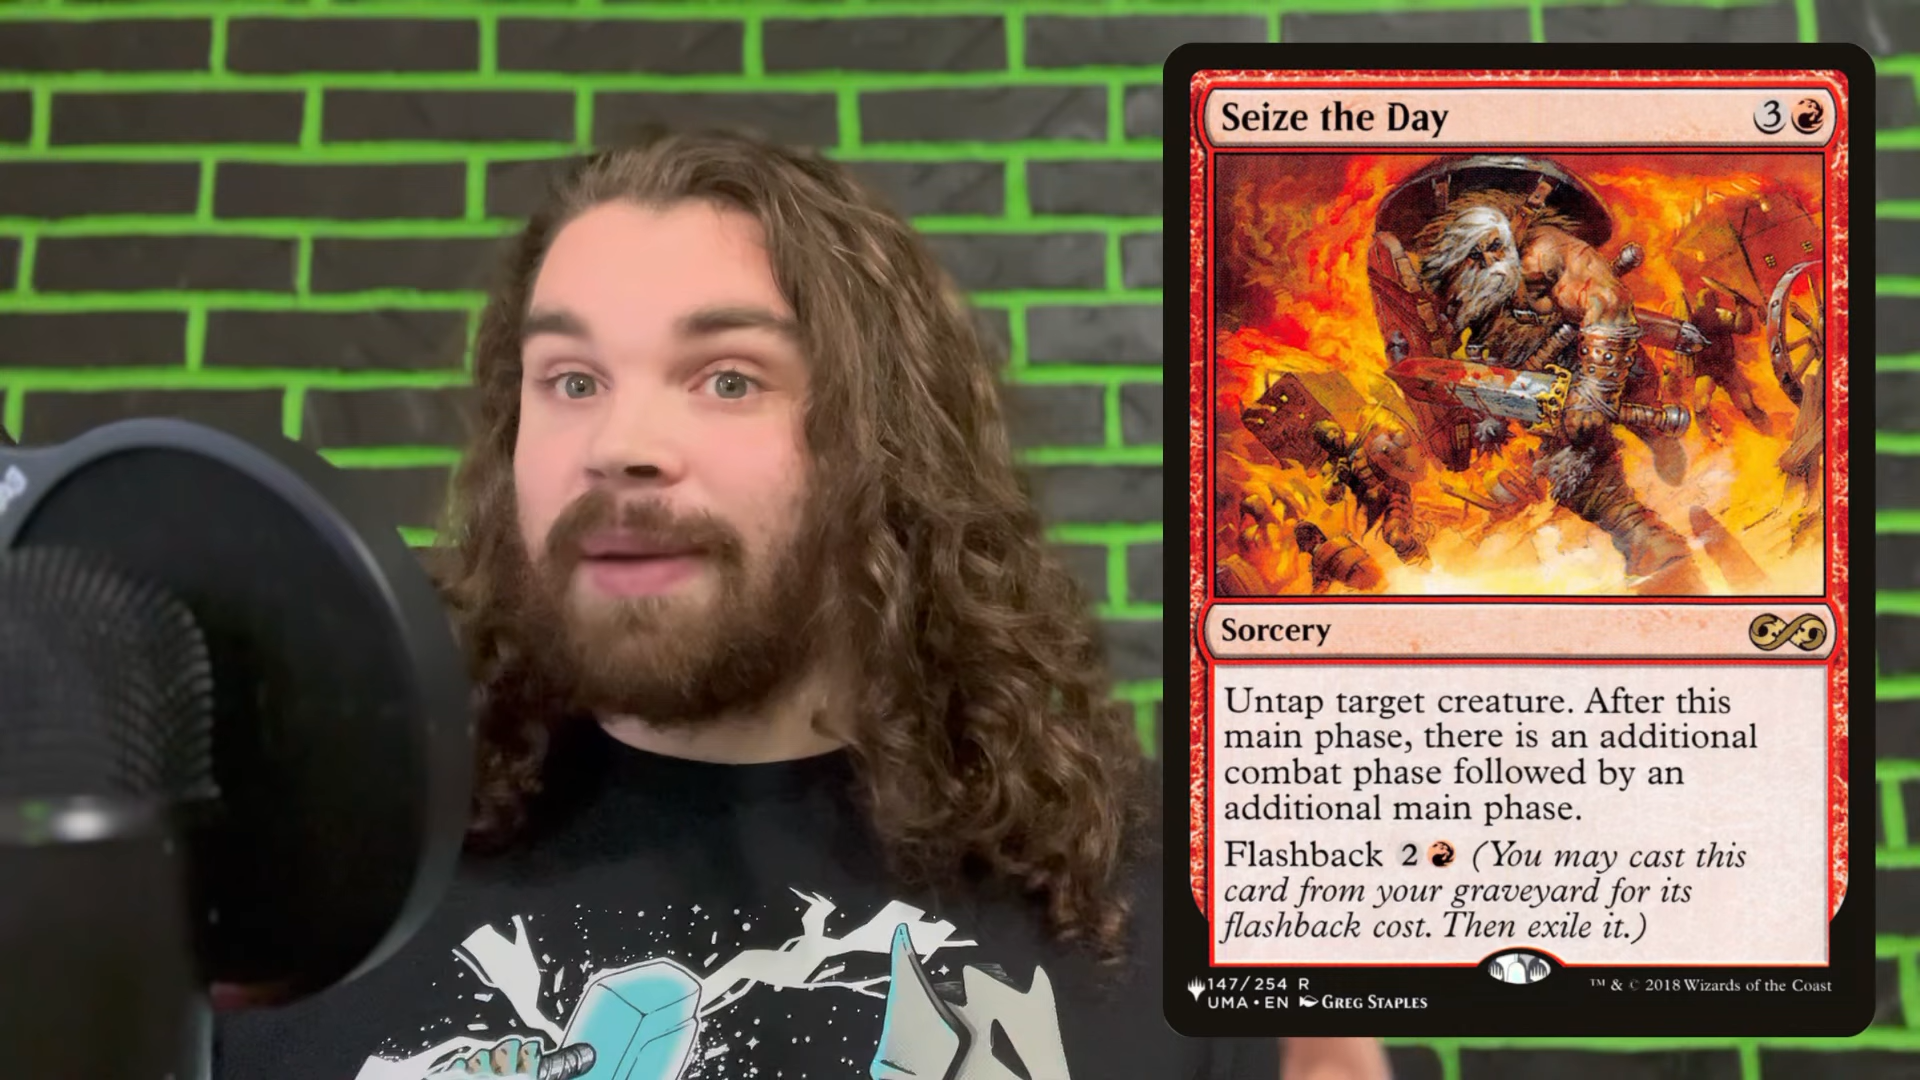 Seize the Day
3
Sorcery
Untap target creature. After this
main phase, there is an additional
combat phase followed by an
additional main phase.
Flashback 2 (You may cast this
card from your graveyard for its
flashback cost. Then exile it.)
147/254 R
UMA • EN Greg Staples
™ & © 2018 Wizards of the Coast